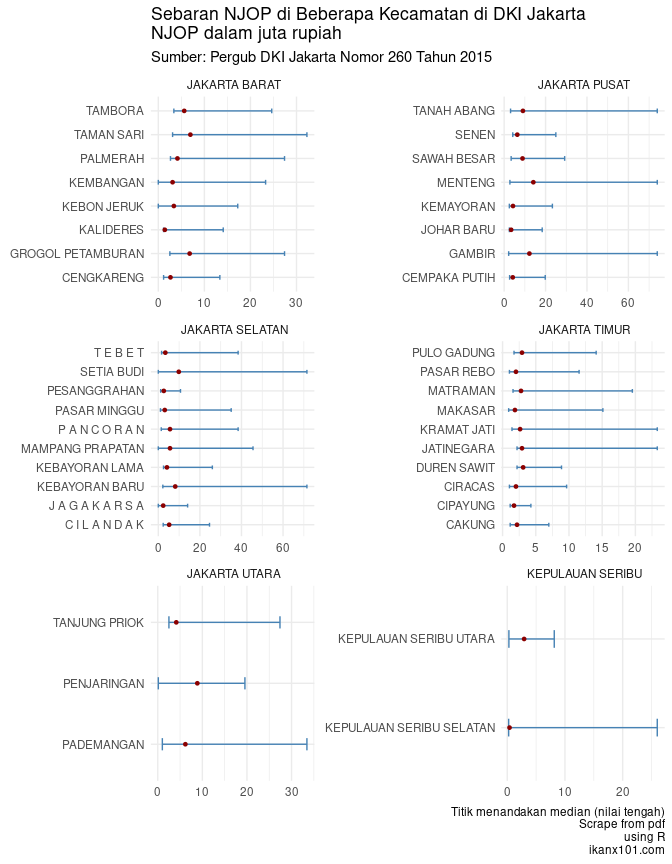 Sebaran NJOP di Beberapa Kecamatan di DKI Jakarta
NJOP dalam juta rupiah
Sumber: Pergub DKI Jakarta Nomor 260 Tahun 2015
JAKARTA BARAT
TAMBORA
TAMAN SARI
PALMERAH
KEMBANGAN
KEBON JERUK
KALIDERES
GROGOL PETAMBURAN
CENGKARENG
0 10 20 30
JAKARTA PUSAT
TANAH ABANG
SENEN
SAWAH BESAR
MENTENG
KEMAYORAN
JOHAR BARU
GAMBIR
CEMPAKA PUTIH
0 20 40 60
JAKARTA SELATAN
T E B E T
SETIA BUDI
PESANGGRAHAN
PASAR MINGGU
P A N C O R A N
MAMPANG PRAPATAN
KEBAYORAN LAMA
KEBAYORAN BARU
J A G A K A R S A
C I L A N D A K
0 20 40 60
JAKARTA TIMUR
PULO GADUNG
PASAR REBO
MATRAMAN
MAKASAR
KRAMAT JATI
JATINEGARA
DUREN SAWIT
CIRACAS
CIPAYUNG
CAKUNG
0 5 10 15 20
JAKARTA UTARA
TANJUNG PRIOK
PENJARINGAN
PADEMANGAN
0 10 20 30
KEPULAUAN SERIBU
KEPULAUAN SERIBU UTARA
KEPULAUAN SERIBU SELATAN
0 10 20
Titik menandakan median (nilai tengah)
Scrape from pdf
using R
ikanx101.com